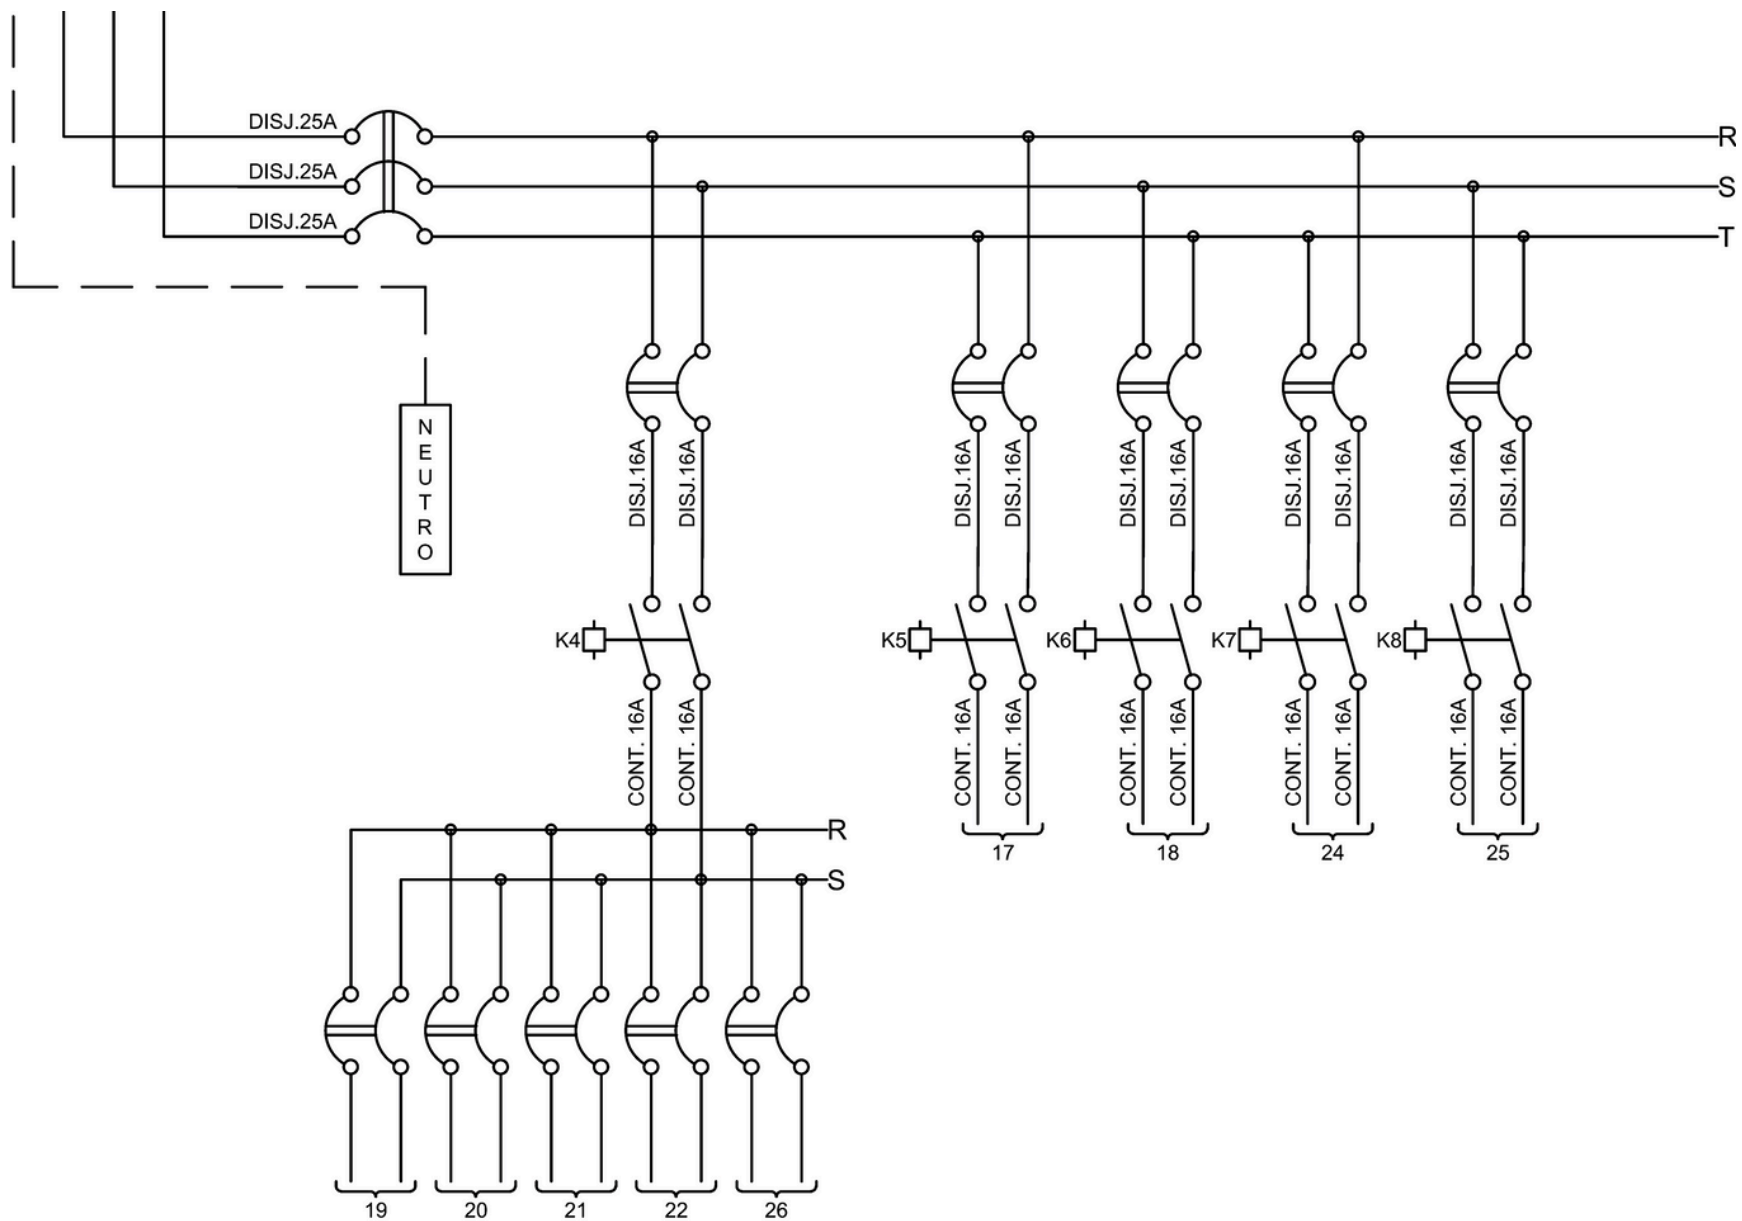 DISJ.25A
R
DISJ.25A
S
DISJ.25A
T
NEUTRO
DISJ.16A
DISJ.16A
DISJ.16A
DISJ.16A
DISJ.16A
DISJ.16A
DISJ.16A
DISJ.16A
DISJ.16A
DISJ.16A
K4
K5
K6
K7
K8
CONT. 16A
CONT. 16A
CONT. 16A
CONT. 16A
CONT. 16A
CONT. 16A
CONT. 16A
CONT. 16A
CONT. 16A
CONT. 16A
R
17
18
24
25
S
19
20
21
22
26